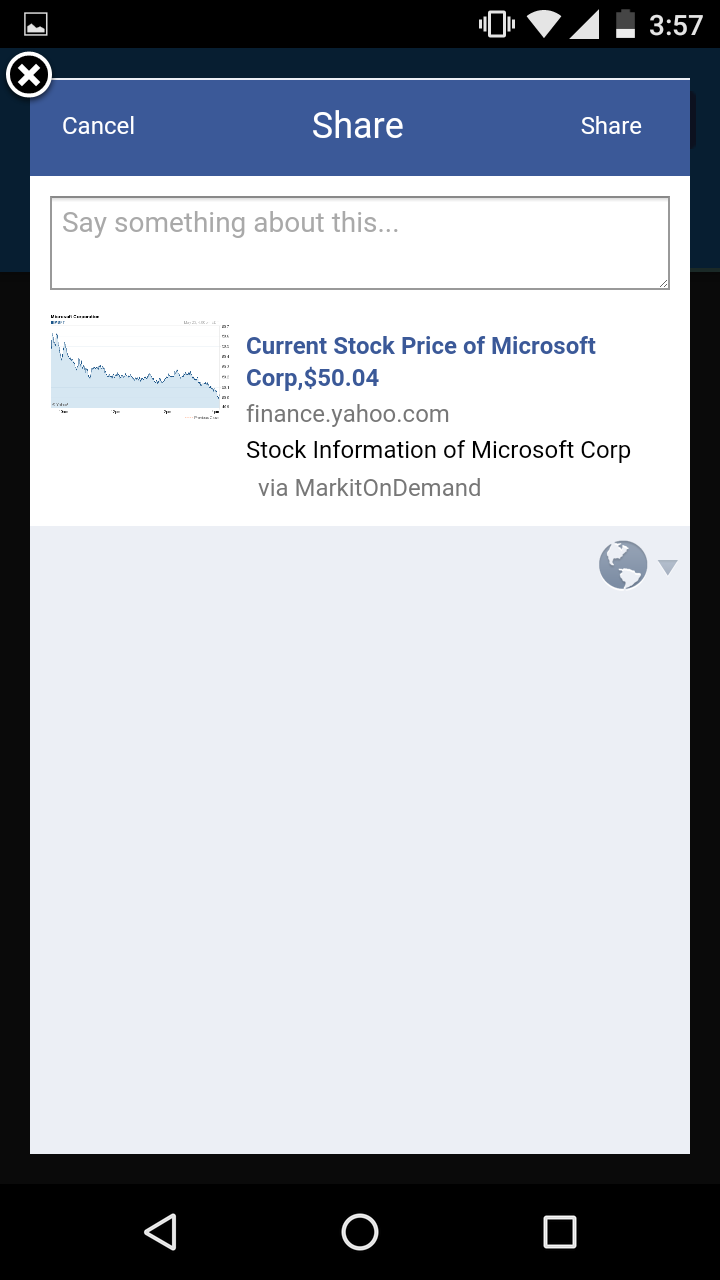 3:57
Cancel
Share
Share
Say something about this...
Microsoft Corporation
Current Stock Price of Microsoft
Corp,$50.04
finance.yahoo.com
Stock Information of Microsoft Corp
via MarkitOnDemand